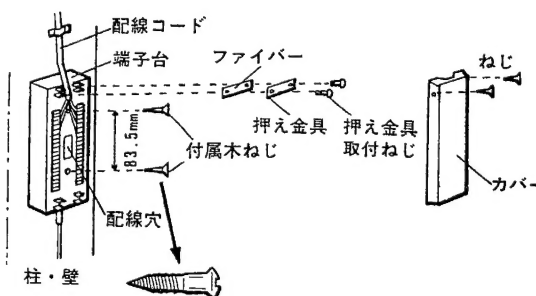 配線コード
端子台
ファイバー
ねじ
押え金具
押え金具
取付ねじ
83.5mm
付属木ねじ
カバー
配線穴
柱・壁